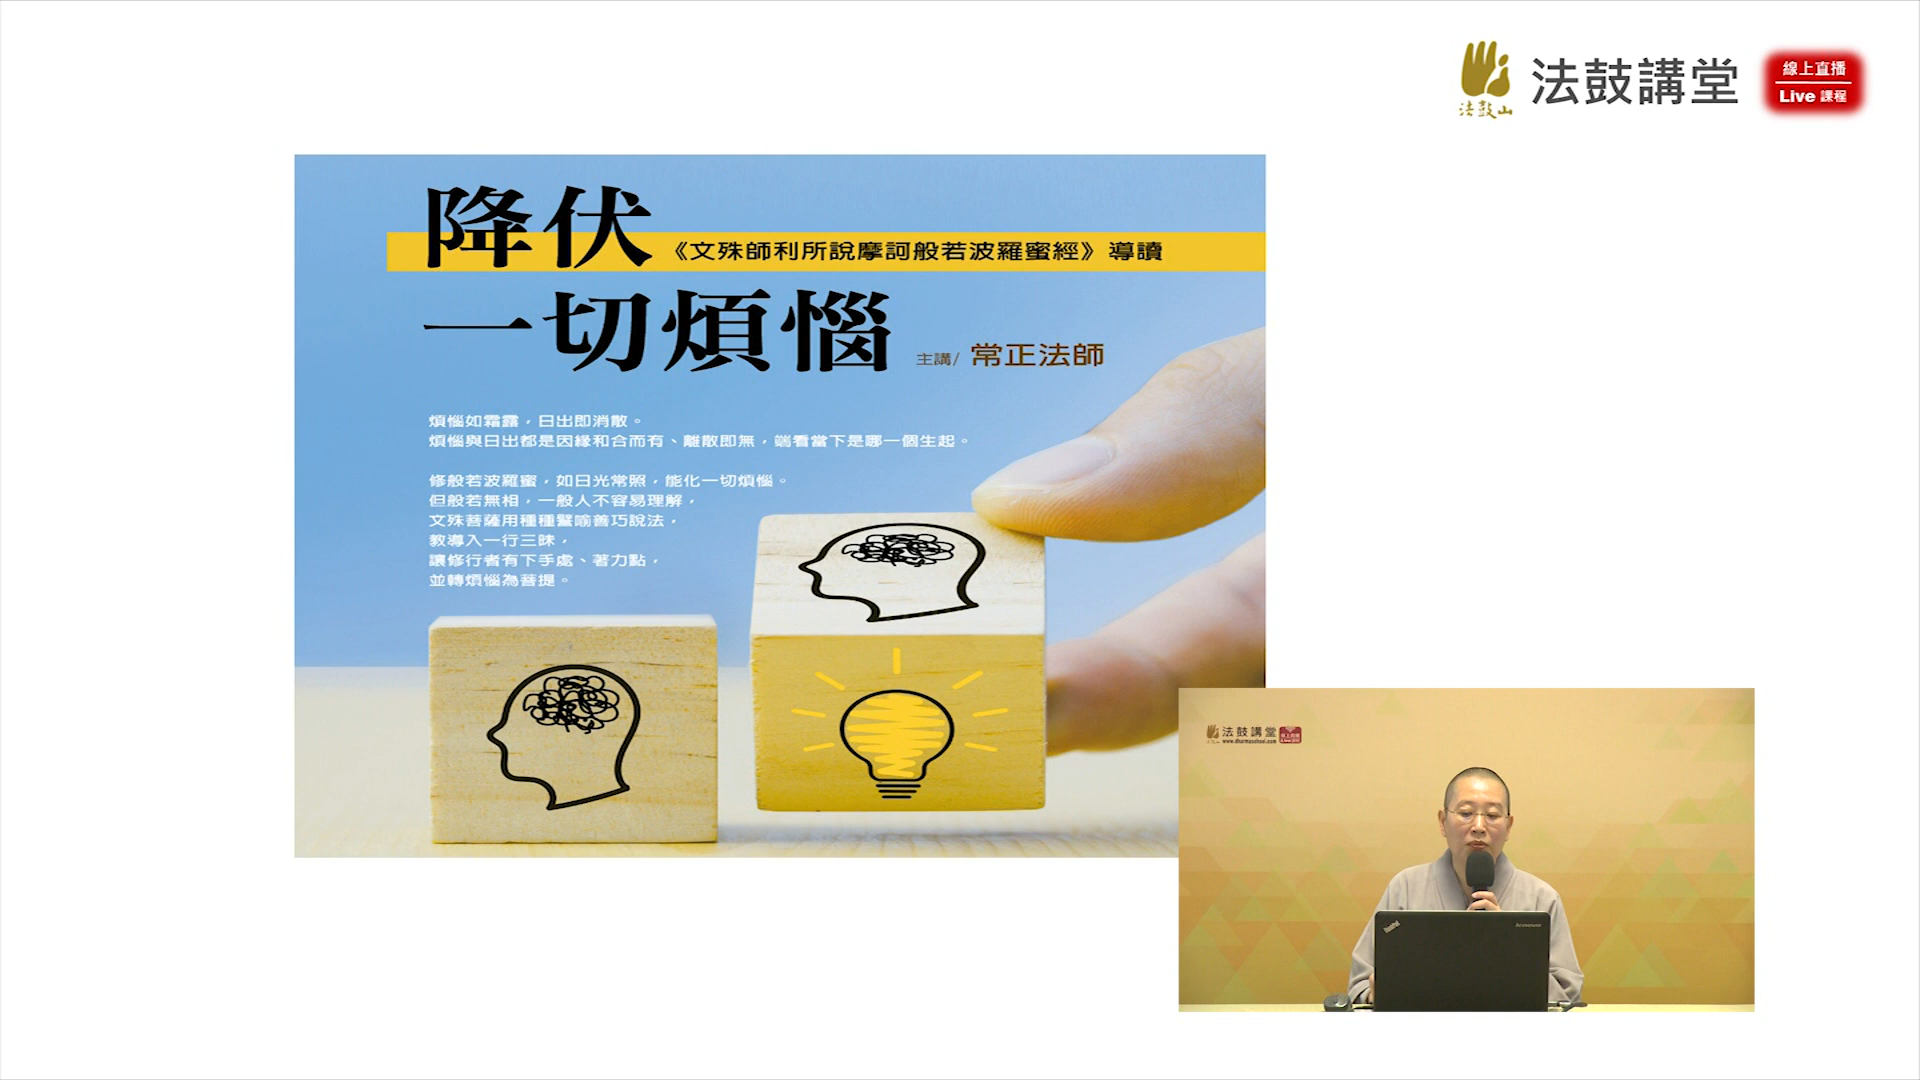 法鼓山
法鼓講堂
線上直播
Live 課程
降伏
《文殊師利所說摩訶般若波羅蜜經》導讀
一切煩惱
主講/ 常正法師
煩惱如霜露，日出即消散。
煩惱與日出都是因緣和合而有、離散即無，端看當下是哪一個生起。
修般若波羅蜜，如日光常照，能化一切煩惱。
但般若無相，一般人不容易理解，
文殊菩薩用種種譬喻善巧說法，
教導入一行三昧，
讓修行者有下手處、著力點，
並轉煩惱為菩提。
法鼓講堂
www.dharmaschool.com
ThinkPad